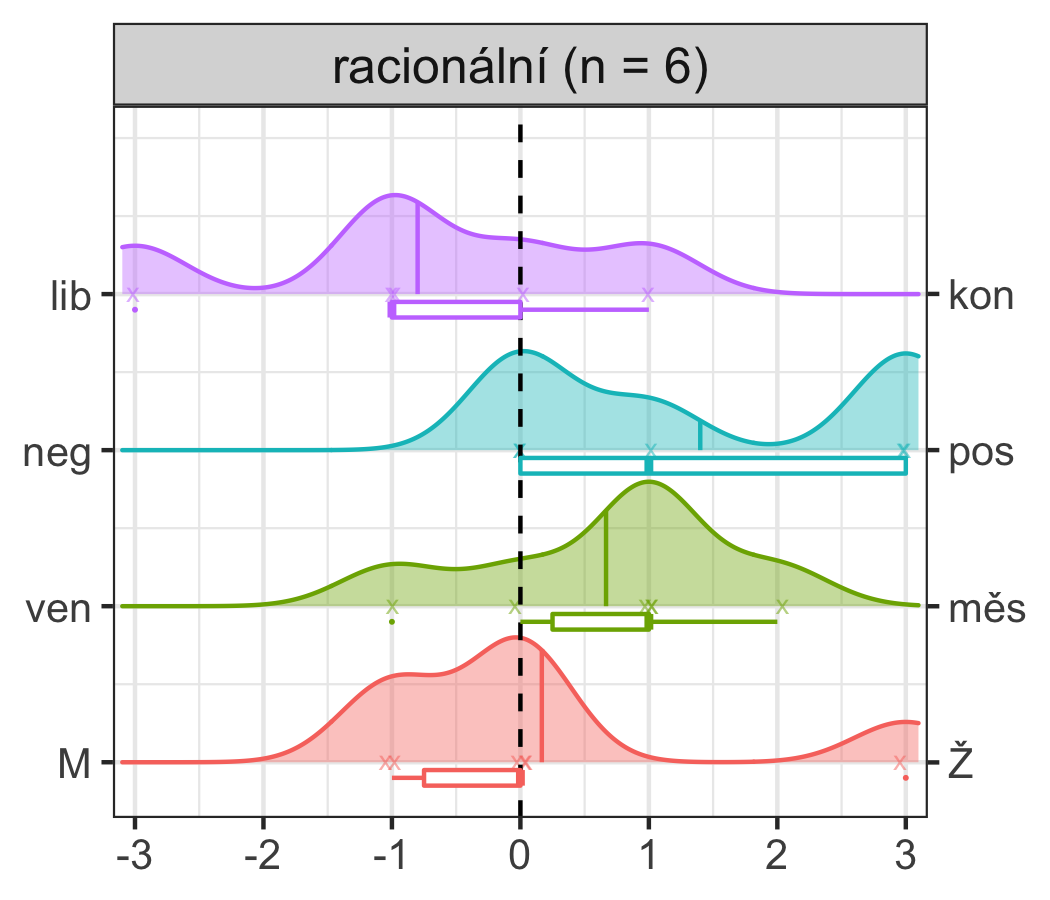 racionální (n = 6)
lib kon
neg pos
ven měs
M Ž
-3 -2 -1 0 1 2 3